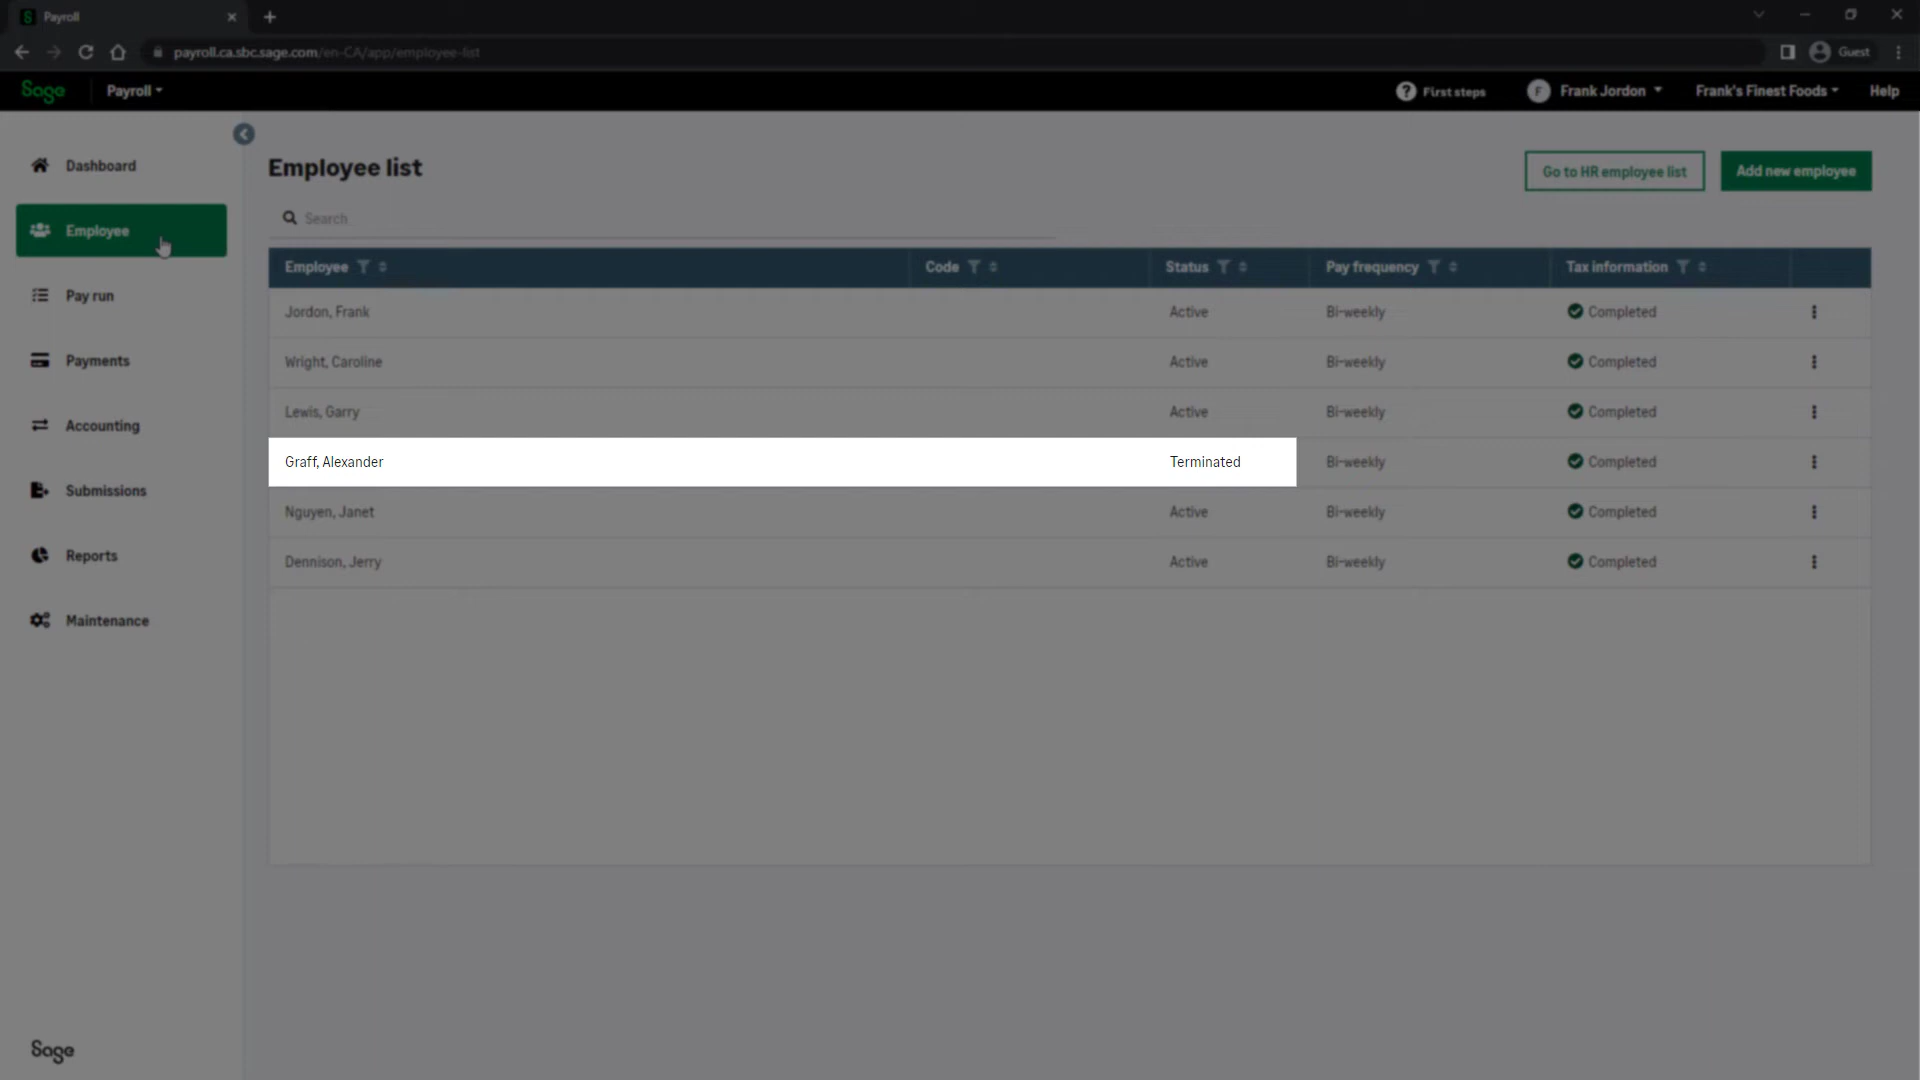 Payroll
payroll.ca.sbc.sage.com/en-CA/app/employee-list
Guest
Sage
Payroll
First steps
F
Frank Jordon
Frank's Finest Foods
Help
Dashboard
Employee
Pay run
Payments
Accounting
Submissions
Reports
Maintenance
Sage
Employee list
Go to HR employee list
Add new employee
Search
Employee Code Status Pay frequency Tax information
Jordon, Frank Active Bi-weekly Completed
Wright, Caroline Active Bi-weekly Completed
Lewis, Garry Active Bi-weekly Completed
Graff, Alexander Terminated Bi-weekly Completed
Nguyen, Janet Active Bi-weekly Completed
Dennison, Jerry Active Bi-weekly Completed